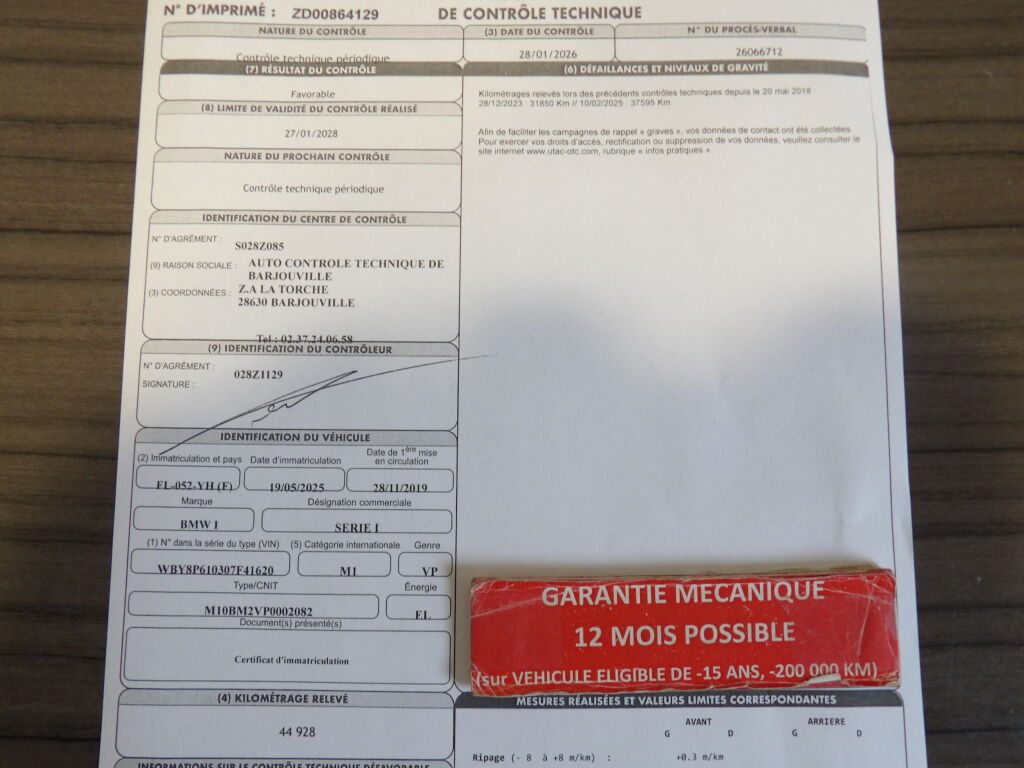 N° D'IMPRIMÉ : ZD00864129 DE CONTRÔLE TECHNIQUE
NATURE DU CONTRÔLE
Contrôle technique périodique
(3) DATE DU CONTRÔLE
28/01/2026
N° DU PROCÈS-VERBAL
26066712
(7) RÉSULTAT DU CONTRÔLE
Favorable
(8) LIMITE DE VALIDITÉ DU CONTRÔLE RÉALISÉ
27/01/2028
NATURE DU PROCHAIN CONTRÔLE
Contrôle technique périodique
IDENTIFICATION DU CENTRE DE CONTRÔLE
N° D'AGRÉMENT : S028Z085
(9) RAISON SOCIALE : AUTO CONTROLE TECHNIQUE DE
BARJOUVILLE
(3) COORDONNÉES : Z.A LA TORCHE
28630 BARJOUVILLE
Tel : 02.37.24.06.58
(9) IDENTIFICATION DU CONTRÔLEUR
N° D'AGRÉMENT : 028Z1129
SIGNATURE :
IDENTIFICATION DU VÉHICULE
(2) Immatriculation et pays
FL-052-YH (F)
Date d'immatriculation
19/05/2025
Date de 1ère mise
en circulation
28/11/2019
Marque
BMW I
Désignation commerciale
SERIE I
(1) N° dans la série du type (VIN)
WBY8P610307F41620
(5) Catégorie internationale
M1
Genre
VP
Type/CNIT
M10BM2VP0002082
Énergie
EL
Document(s) présenté(s)
Certificat d'immatriculation
(4) KILOMÉTRAGE RELEVÉ
44 928
INFORMATIONS SUR LE CONTRÔLE TECHNIQUE DÉFAVORABLE
(6) DÉFAILLANCES ET NIVEAUX DE GRAVITÉ
Kilométrages relevés lors des précédents contrôles techniques depuis le 20 mai 2018 :
28/12/2023 : 31850 Km // 10/02/2025 : 37595 Km
Afin de faciliter les campagnes de rappel « graves », vos données de contact ont été collectées.
Pour exercer vos droits d'accès, rectification ou suppression de vos données, veuillez consulter le
site internet www.utac-otc.com, rubrique « infos pratiques ».
GARANTIE MECANIQUE
12 MOIS POSSIBLE
(sur VEHICULE ELIGIBLE DE -15 ANS, -200 000 KM)
MESURES RÉALISÉES ET VALEURS LIMITES CORRESPONDANTES
AVANT ARRIERE
G D G D
Ripage (- 8 à +8 m/km) : +0.3 m/km